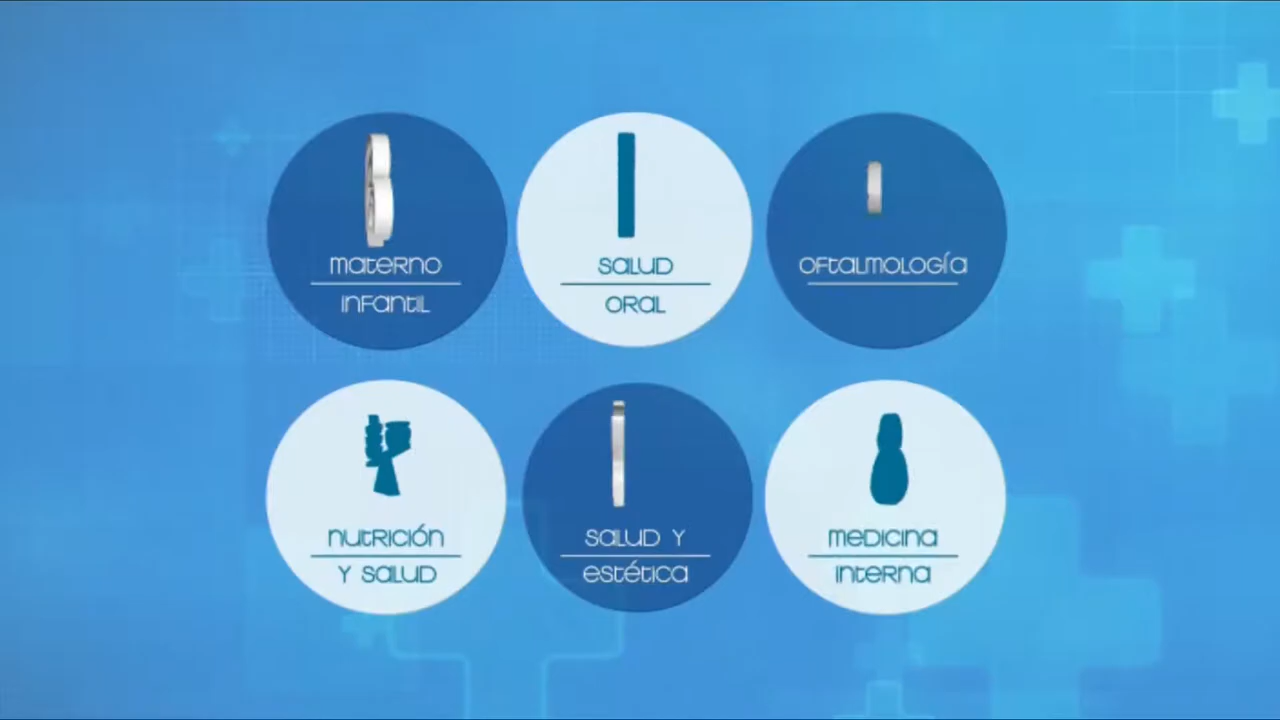 materno
infantil
salud
oral
oftalmología
nutrición
y salud
salud y
estética
medicina
interna